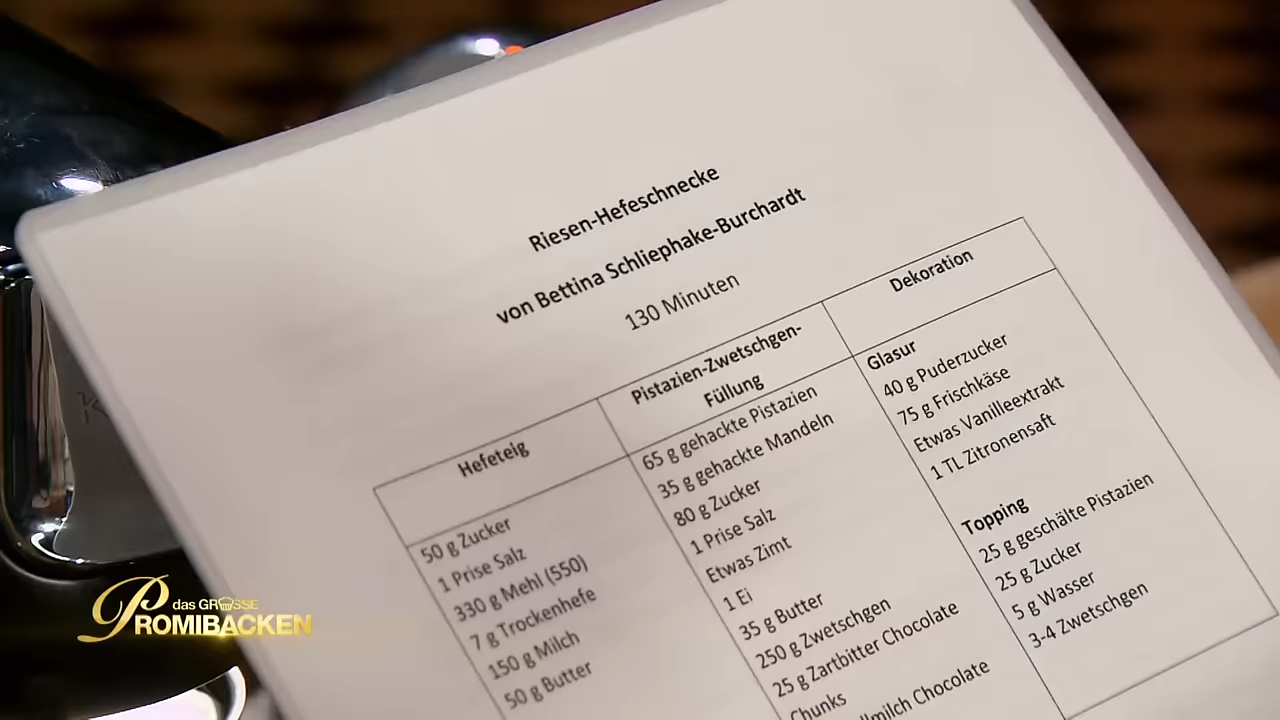 Riesen-Hefeschnecke
von Bettina Schliephake-Burchardt
130 Minuten
Hefeteig
50 g Zucker
1 Prise Salz
330 g Mehl (550)
7 g Trockenhefe
150 g Milch
50 g Butter
Pistazien-Zwetschgen-
Füllung
65 g gehackte Pistazien
35 g gehackte Mandeln
80 g Zucker
1 Prise Salz
Etwas Zimt
1 Ei
35 g Butter
250 g Zwetschgen
25 g Zartbitter Chocolate
Chunks
Chocolate
Dekoration
Glasur
40 g Puderzucker
75 g Frischkäse
Etwas Vanilleextrakt
1 TL Zitronensaft
Topping
25 g geschälte Pistazien
25 g Zucker
5 g Wasser
3-4 Zwetschgen
das GROSSE
PROMIBACKEN